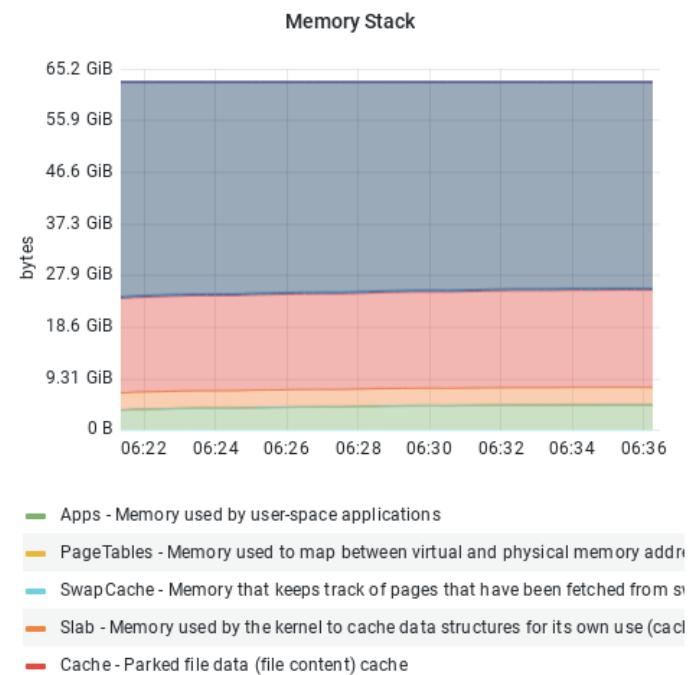 Memory Stack
65.2 GiB
55.9 GiB
46.6 GiB
37.3 GiB
27.9 GiB
18.6 GiB
9.31 GiB
0 B
bytes
06:22 06:24 06:26 06:28 06:30 06:32 06:34 06:36
Apps - Memory used by user-space applications
PageTables - Memory used to map between virtual and physical memory
SwapCache - Memory that keeps track of pages that have been fetched from
Slab - Memory used by the kernel to cache data structures for its own use
Cache - Parked file data (file content) cache